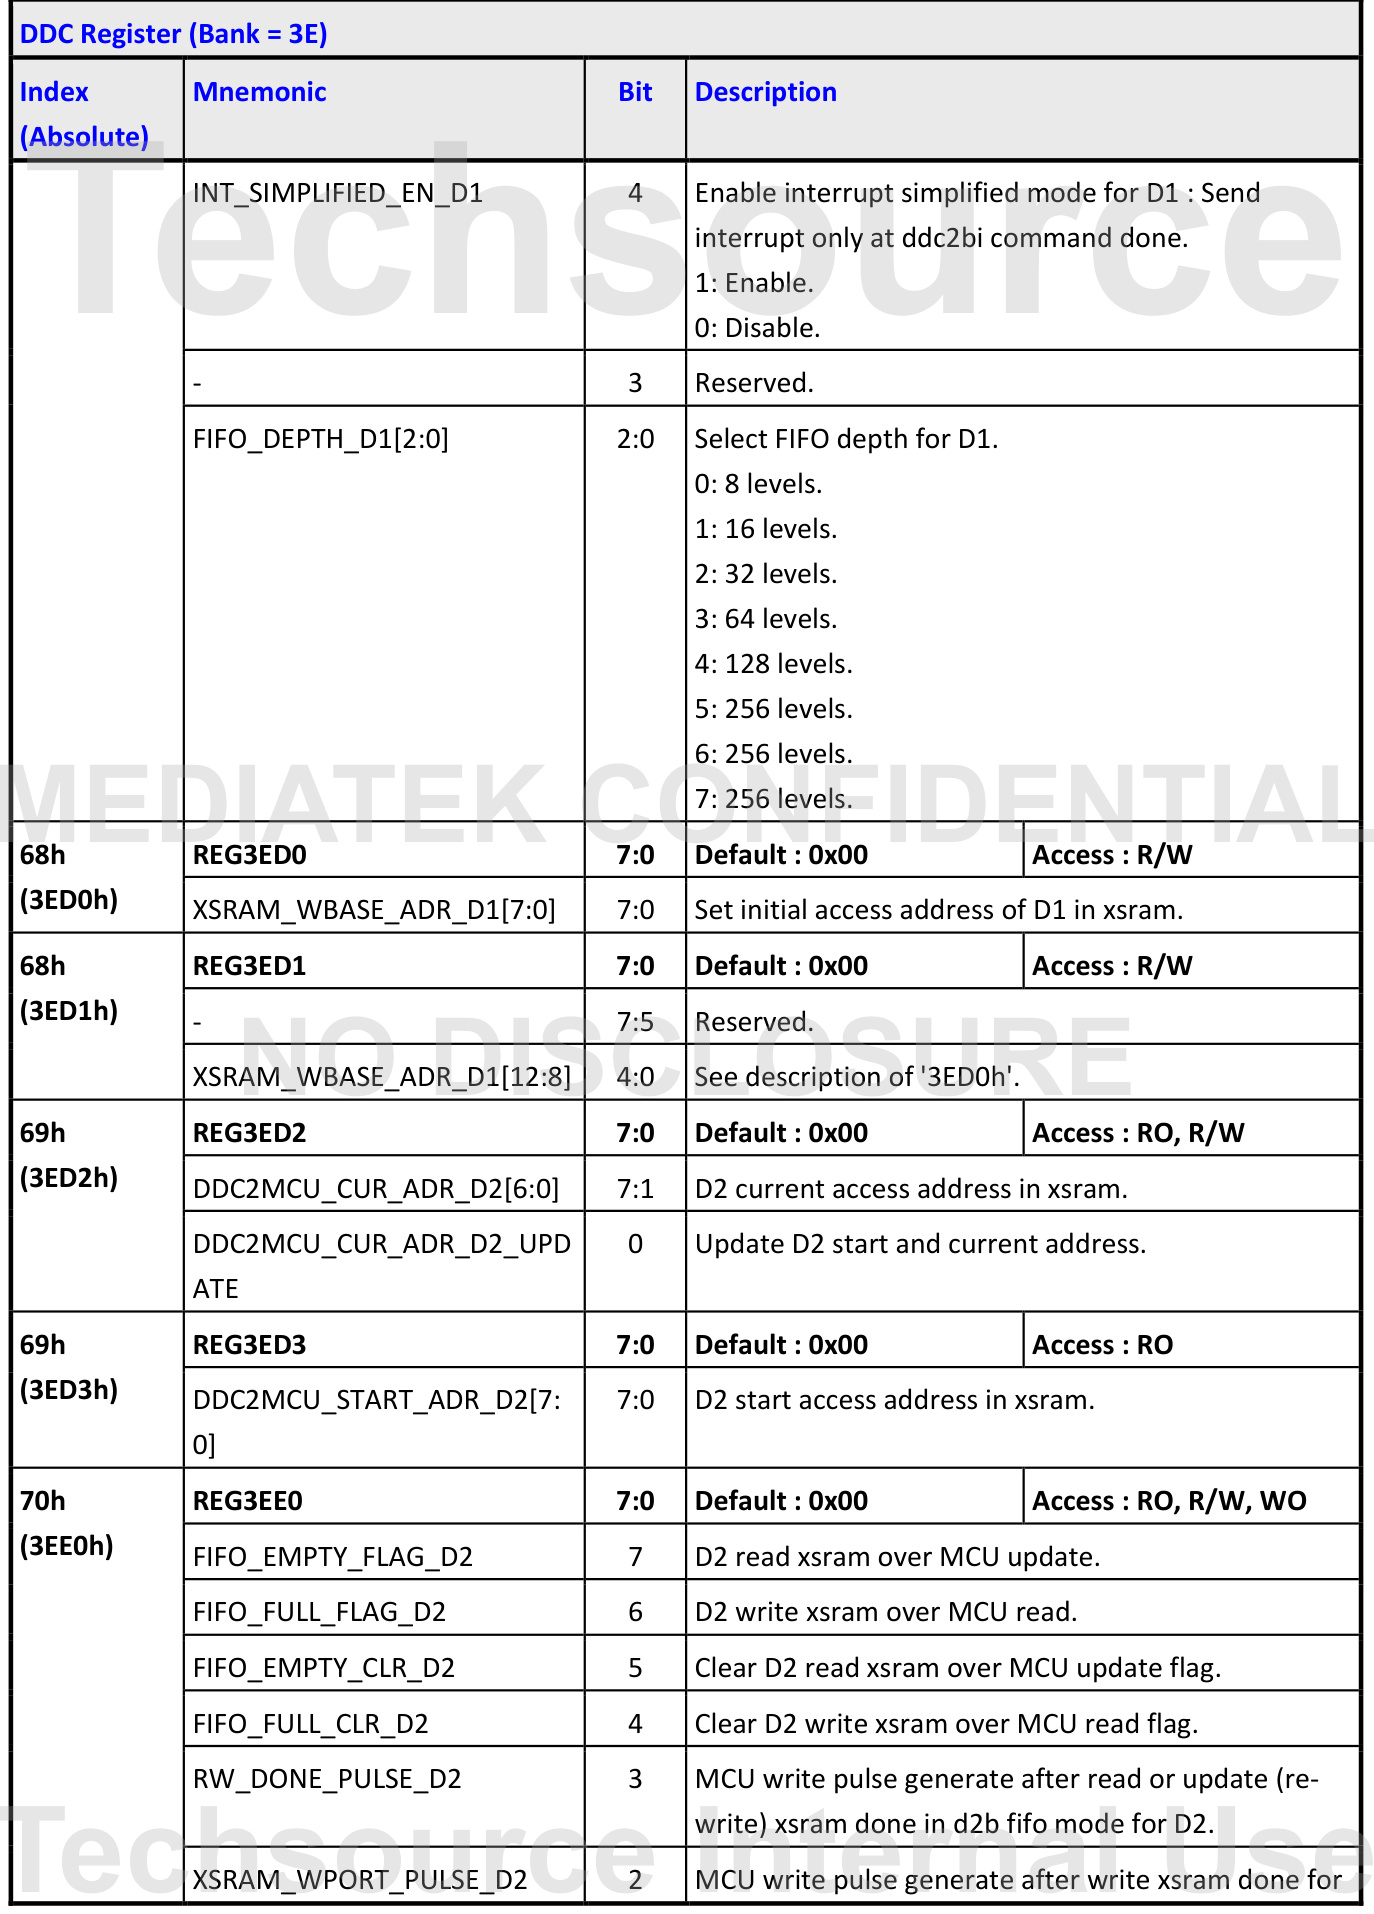 DDC Register (Bank = 3E)
Index
(Absolute)
Mnemonic
Bit
Description
INT_SIMPLIFIED_EN_D1
4
Enable interrupt simplified mode for D1 : Send
interrupt only at ddc2bi command done.
1: Enable.
0: Disable.
Techsource
-
3
Reserved.
FIFO_DEPTH_D1[2:0]
2:0
Select FIFO depth for D1.
0: 8 levels.
1: 16 levels.
2: 32 levels.
3: 64 levels.
4: 128 levels.
5: 256 levels.
6: 256 levels.
7: 256 levels.
MEDIATEK CONFIDENTIAL
68h
(3ED0h)
REG3ED0
7:0
Default : 0x00
Access : R/W
XSRAM_WBASE_ADR_D1[7:0]
7:0
Set initial access address of D1 in xsram.
68h
(3ED1h)
REG3ED1
7:0
Default : 0x00
Access : R/W
-
7:5
Reserved.
NO DISCLOSURE
XSRAM_WBASE_ADR_D1[12:8]
4:0
See description of '3ED0h'.
69h
(3ED2h)
REG3ED2
7:0
Default : 0x00
Access : RO, R/W
DDC2MCU_CUR_ADR_D2[6:0]
7:1
D2 current access address in xsram.
DDC2MCU_CUR_ADR_D2_UPD
ATE
0
Update D2 start and current address.
69h
(3ED3h)
REG3ED3
7:0
Default : 0x00
Access : RO
DDC2MCU_START_ADR_D2[7:
0]
7:0
D2 start access address in xsram.
70h
(3EE0h)
REG3EE0
7:0
Default : 0x00
Access : RO, R/W, WO
FIFO_EMPTY_FLAG_D2
7
D2 read xsram over MCU update.
FIFO_FULL_FLAG_D2
6
D2 write xsram over MCU read.
FIFO_EMPTY_CLR_D2
5
Clear D2 read xsram over MCU update flag.
FIFO_FULL_CLR_D2
4
Clear D2 write xsram over MCU read flag.
RW_DONE_PULSE_D2
3
MCU write pulse generate after read or update (re-
write) xsram done in d2b fifo mode for D2.
Techsource Internal Use
XSRAM_WPORT_PULSE_D2
2
MCU write pulse generate after write xsram done for